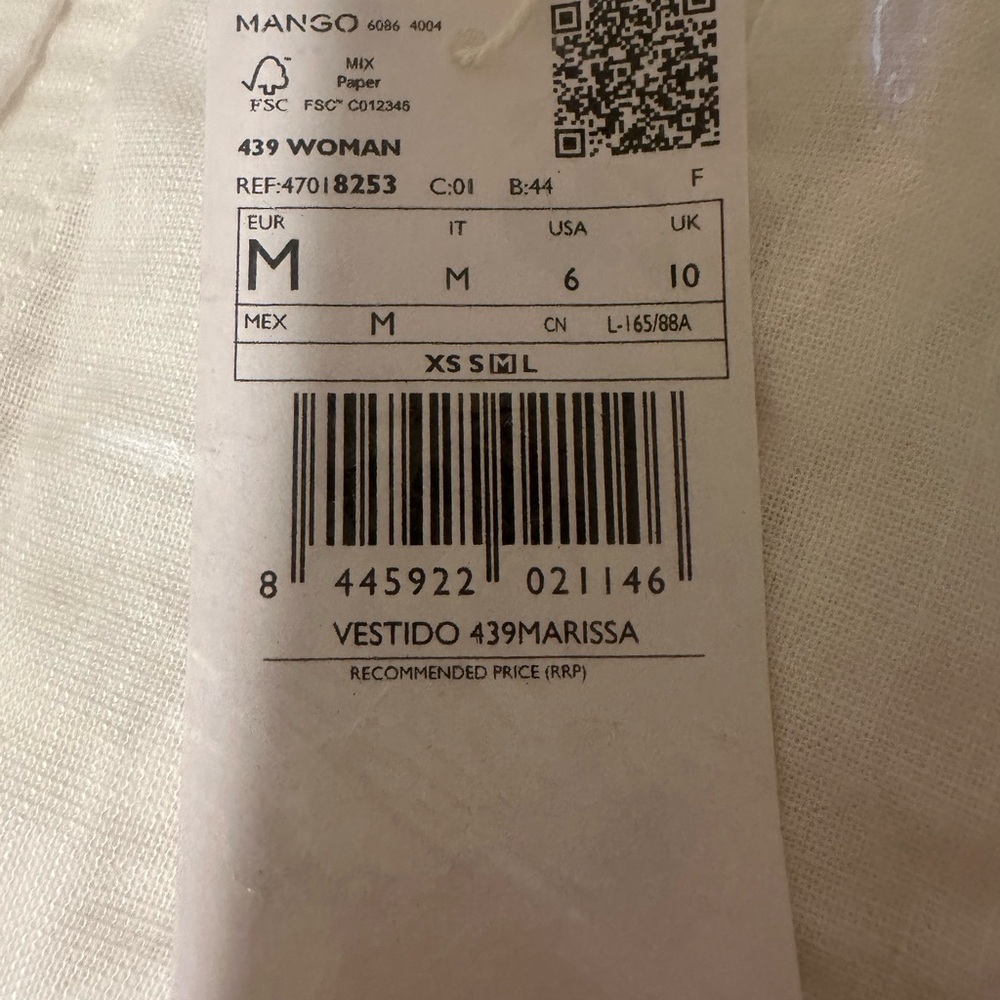 MANGO 6086 4004
MIX
Paper
FSC FSC™ C012346
439 WOMAN
REF:47018253 C:01 B:44 F
EUR IT USA UK
M M 6 10
MEX M CN L-165/88A
XS S M L
8 445922 021146
VESTIDO 439MARISSA
RECOMMENDED PRICE (RRP)